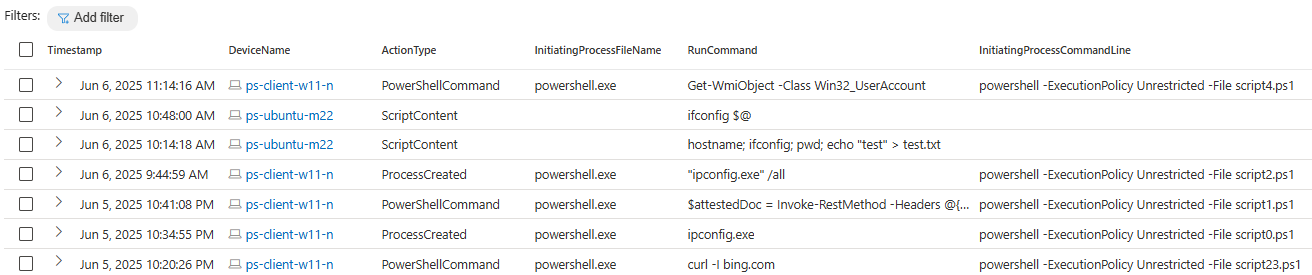 Filters: Add filter
Timestamp DeviceName ActionType InitiatingProcessFileName RunCommand InitiatingProcessCommandLine
Jun 6, 2025 11:14:16 AM ps-client-w11-n PowerShellCommand powershell.exe Get-WmiObject -Class Win32_UserAccount powershell -ExecutionPolicy Unrestricted -File script4.ps1
Jun 6, 2025 10:48:00 AM ps-ubuntu-m22 ScriptContent ifconfig $@
Jun 6, 2025 10:14:18 AM ps-ubuntu-m22 ScriptContent hostname; ifconfig; pwd; echo "test" > test.txt
Jun 6, 2025 9:44:59 AM ps-client-w11-n ProcessCreated powershell.exe "ipconfig.exe" /all powershell -ExecutionPolicy Unrestricted -File script2.ps1
Jun 5, 2025 10:41:08 PM ps-client-w11-n PowerShellCommand powershell.exe $attestedDoc = Invoke-RestMethod -Headers @{... powershell -ExecutionPolicy Unrestricted -File script1.ps1
Jun 5, 2025 10:34:55 PM ps-client-w11-n ProcessCreated powershell.exe ipconfig.exe powershell -ExecutionPolicy Unrestricted -File script0.ps1
Jun 5, 2025 10:20:26 PM ps-client-w11-n PowerShellCommand powershell.exe curl -I bing.com powershell -ExecutionPolicy Unrestricted -File script23.ps1